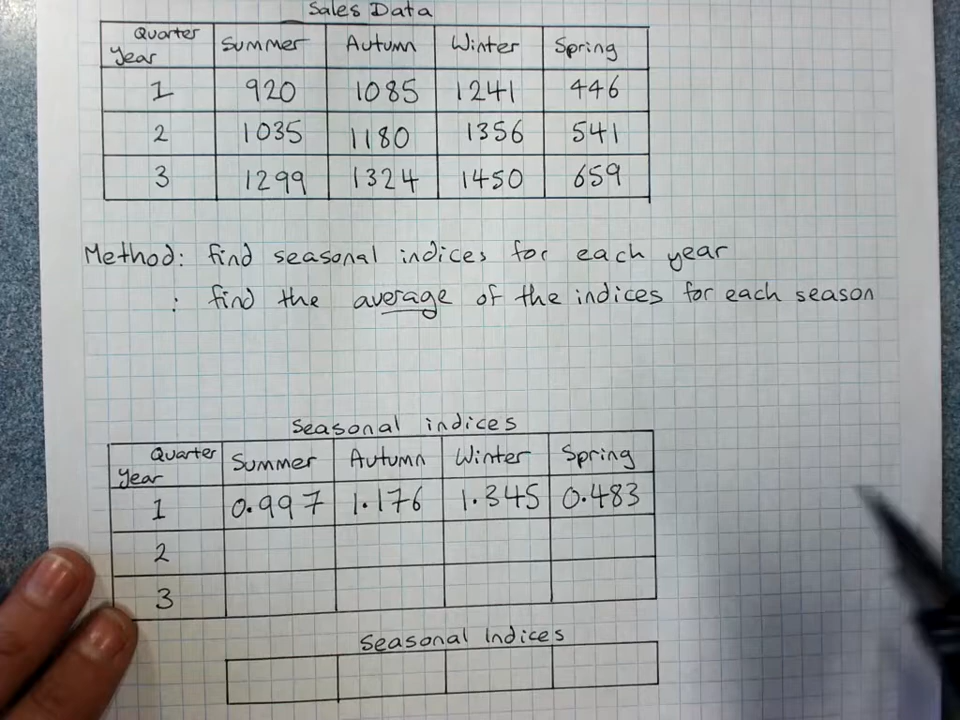 Sales Data
Quarter Year Summer Autumn Winter Spring
1 920 1085 1241 446
2 1035 1180 1356 541
3 1299 1324 1450 659
Method: find seasonal indices for each year
: find the average of the indices for each season
Seasonal indices
Quarter Year Summer Autumn Winter Spring
1 0.997 1.176 1.345 0.483
2
3
Seasonal Indices